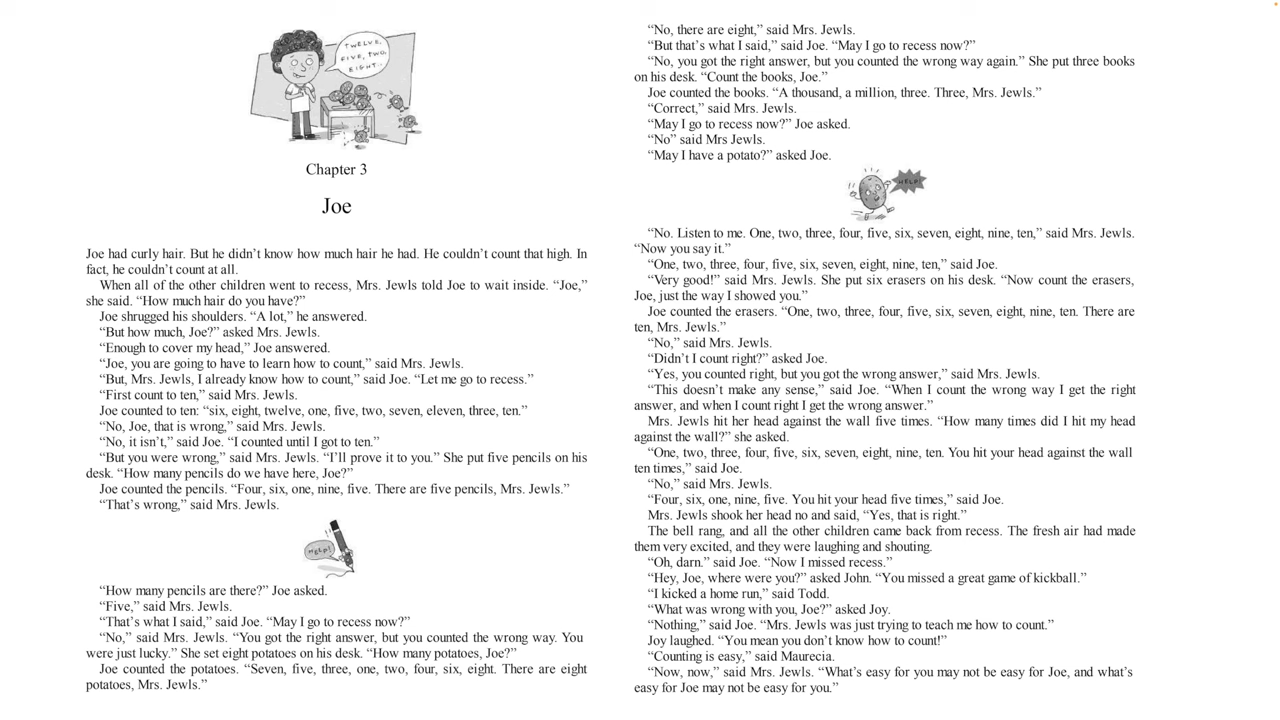 TWELVE,
FIVE, TWO,
EIGHT...
Chapter 3
Joe
Joe had curly hair. But he didn’t know how much hair he had. He couldn’t count that high. In
fact, he couldn’t count at all.
When all of the other children went to recess, Mrs. Jewls told Joe to wait inside. “Joe,”
she said. “How much hair do you have?”
Joe shrugged his shoulders. “A lot,” he answered.
“But how much, Joe?” asked Mrs. Jewls.
“Enough to cover my head,” Joe answered.
“Joe, you are going to have to learn how to count,” said Mrs. Jewls.
“But, Mrs. Jewls, I already know how to count,” said Joe. “Let me go to recess.”
“First count to ten,” said Mrs. Jewls.
Joe counted to ten: “six, eight, twelve, one, five, two, seven, eleven, three, ten.”
“No, Joe, that is wrong,” said Mrs. Jewls.
“No, it isn’t,” said Joe. “I counted until I got to ten.”
“But you were wrong,” said Mrs. Jewls. “I’ll prove it to you.” She put five pencils on his
desk. “How many pencils do we have here, Joe?”
Joe counted the pencils. “Four, six, one, nine, five. There are five pencils, Mrs. Jewls.”
“That’s wrong,” said Mrs. Jewls.
HELP!
“How many pencils are there?” Joe asked.
“Five,” said Mrs. Jewls.
“That’s what I said,” said Joe. “May I go to recess now?”
“No,” said Mrs. Jewls. “You got the right answer, but you counted the wrong way. You
were just lucky.” She set eight potatoes on his desk. “How many potatoes, Joe?”
Joe counted the potatoes. “Seven, five, three, one, two, four, six, eight. There are eight
potatoes, Mrs. Jewls.”
“No, there are eight,” said Mrs. Jewls.
“But that’s what I said,” said Joe. “May I go to recess now?”
“No, you got the right answer, but you counted the wrong way again.” She put three books
on his desk. “Count the books, Joe.”
Joe counted the books. “A thousand, a million, three. Three, Mrs. Jewls.”
“Correct,” said Mrs. Jewls.
“May I go to recess now?” Joe asked.
“No” said Mrs Jewls.
“May I have a potato?” asked Joe.
HELP!
“No. Listen to me. One, two, three, four, five, six, seven, eight, nine, ten,” said Mrs. Jewls.
“Now you say it.”
“One, two, three, four, five, six, seven, eight, nine, ten,” said Joe.
“Very good!” said Mrs. Jewls. She put six erasers on his desk. “Now count the erasers,
Joe, just the way I showed you.”
Joe counted the erasers. “One, two, three, four, five, six, seven, eight, nine, ten. There are
ten, Mrs. Jewls.”
“No,” said Mrs. Jewls.
“Didn’t I count right?” asked Joe.
“Yes, you counted right, but you got the wrong answer,” said Mrs. Jewls.
“This doesn’t make any sense,” said Joe. “When I count the wrong way I get the right
answer, and when I count right I get the wrong answer.”
Mrs. Jewls hit her head against the wall five times. “How many times did I hit my head
against the wall?” she asked.
“One, two, three, four, five, six, seven, eight, nine, ten. You hit your head against the wall
ten times,” said Joe.
“No,” said Mrs. Jewls.
“Four, six, one, nine, five. You hit your head five times,” said Joe.
Mrs. Jewls shook her head no and said, “Yes, that is right.”
The bell rang, and all the other children came back from recess. The fresh air had made
them very excited, and they were laughing and shouting.
“Oh, darn.” said Joe. “Now I missed recess.”
“Hey, Joe, where were you?” asked John. “You missed a great game of kickball.”
“I kicked a home run,” said Todd.
“What was wrong with you, Joe?” asked Joy.
“Nothing,” said Joe. “Mrs. Jewls was just trying to teach me how to count.”
Joy laughed. “You mean you don’t know how to count!”
“Counting is easy,” said Maurecia.
“Now, now,” said Mrs. Jewls. “What’s easy for you may not be easy for Joe, and what’s
easy for Joe may not be easy for you.”